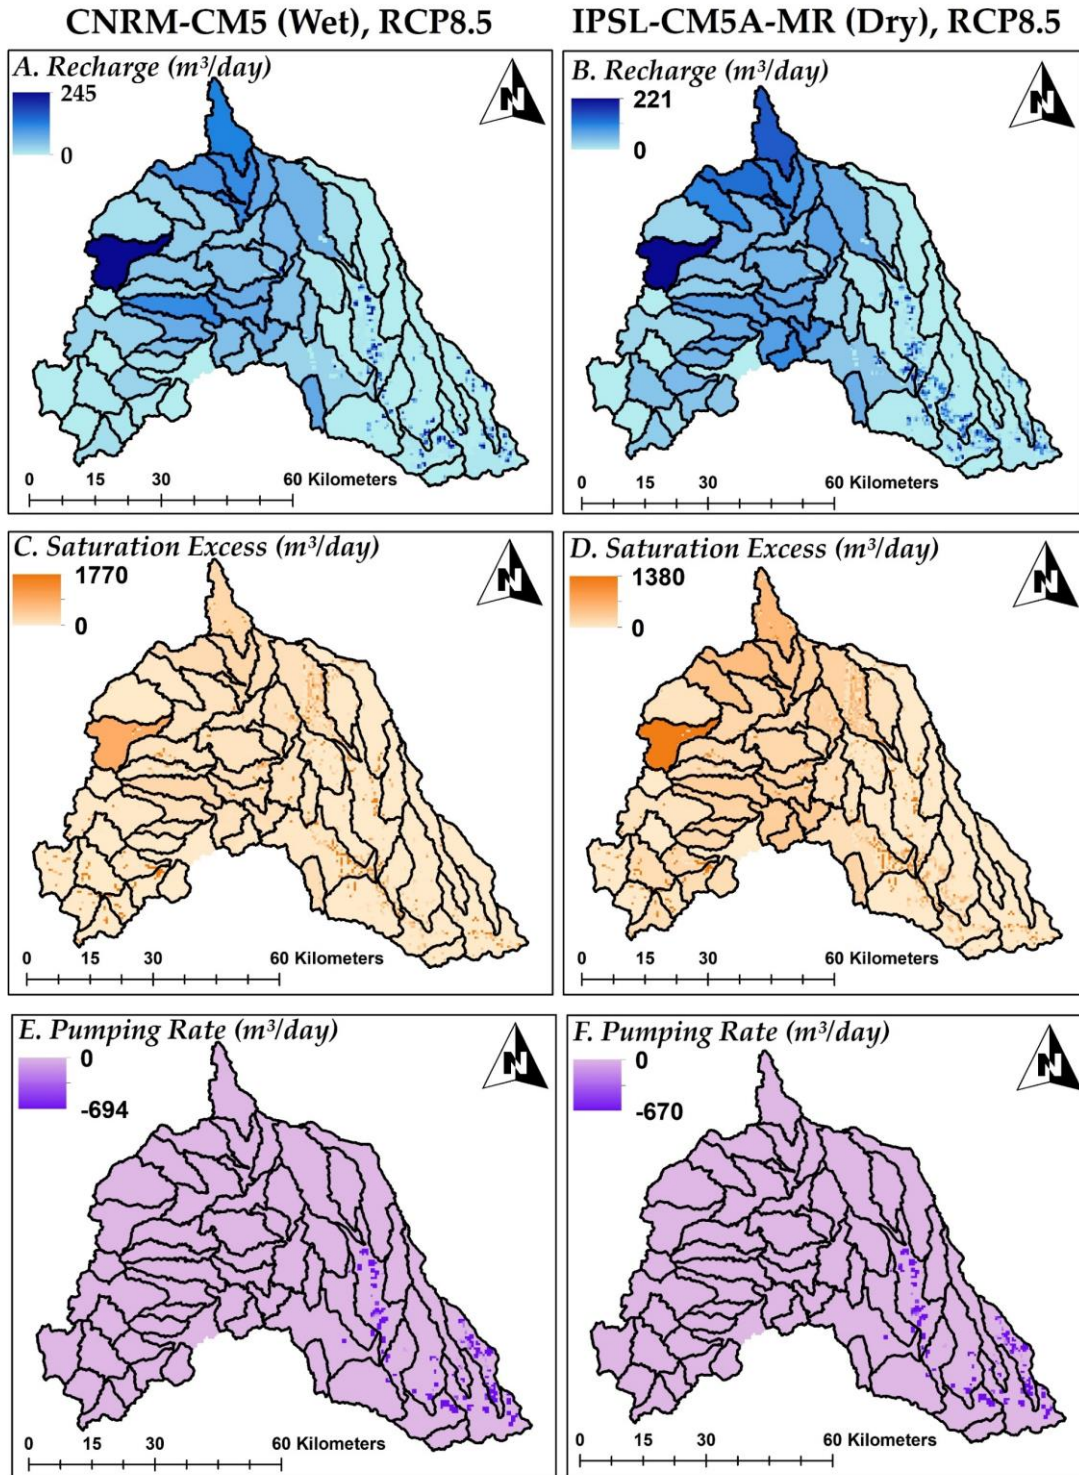 CNRM-CM5 (Wet), RCP8.5
IPSL-CM5A-MR (Dry), RCP8.5
A. Recharge (m³/day)
245
0
N
0 15 30 60 Kilometers
B. Recharge (m³/day)
221
0
N
0 15 30 60 Kilometers
C. Saturation Excess (m³/day)
1770
0
N
0 15 30 60 Kilometers
D. Saturation Excess (m³/day)
1380
0
N
0 15 30 60 Kilometers
E. Pumping Rate (m³/day)
0
-694
N
0 15 30 60 Kilometers
F. Pumping Rate (m³/day)
0
-670
N
0 15 30 60 Kilometers